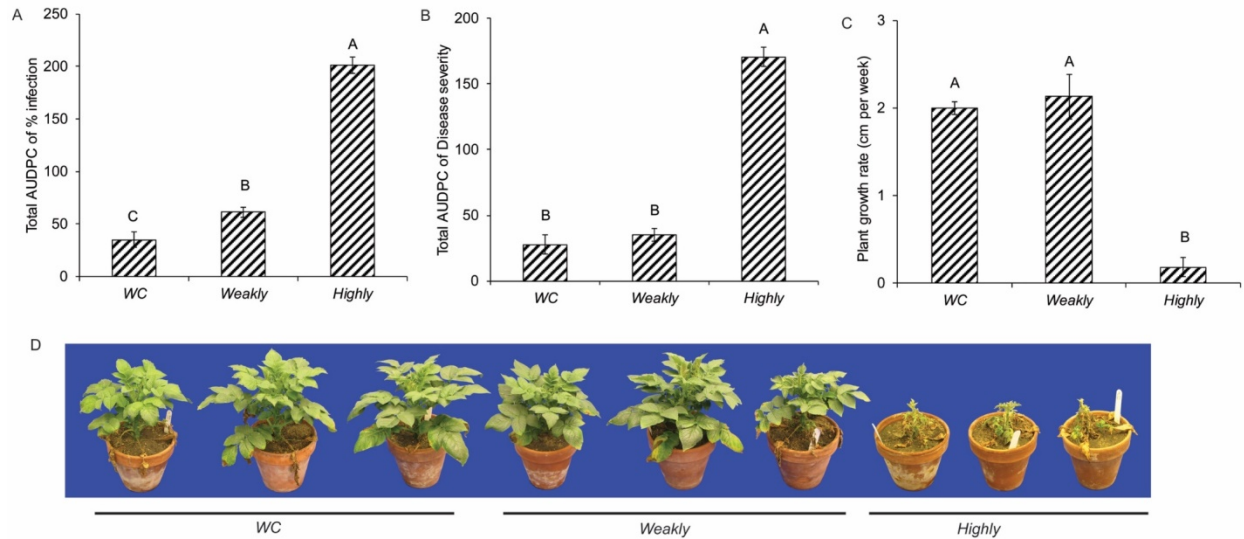 A
Total AUDPC of % infection
250
200
150
100
50
0
C
B
A
WC
Weakly
Highly
B
Total AUDPC of Disease severity
200
150
100
50
0
B
B
A
WC
Weakly
Highly
C
Plant growth rate (cm per week)
3
2
1
0
A
A
B
WC
Weakly
Highly
D
WC
Weakly
Highly